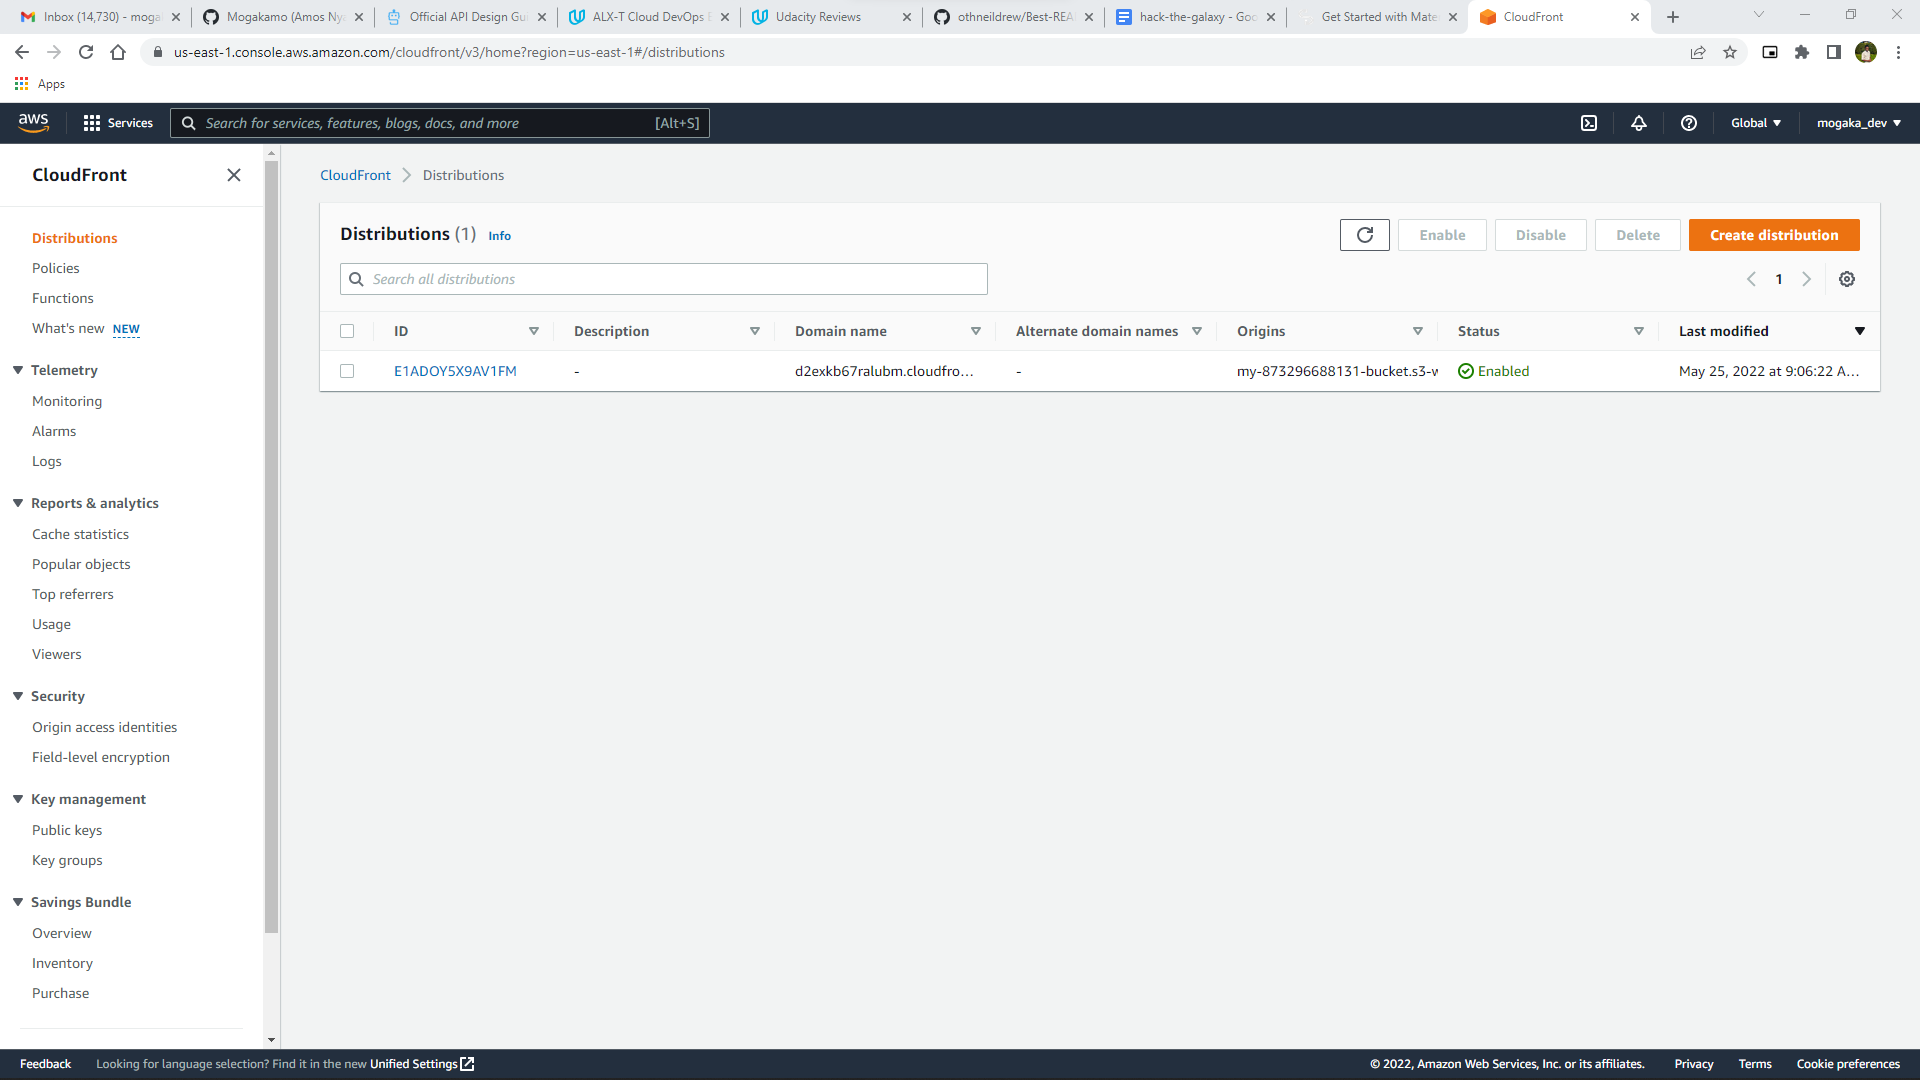 Inbox (14,730) - moga
Mogakamo (Amos Nya
Official API Design Gui
ALX-T Cloud DevOps E
Udacity Reviews
othneildrew/Best-REA
hack-the-galaxy - Goo
Get Started with Mate
CloudFront
us-east-1.console.aws.amazon.com/cloudfront/v3/home?region=us-east-1#/distributions
Apps
aws
Services
Search for services, features, blogs, docs, and more
[Alt+S]
Global
mogaka_dev
CloudFront
Distributions
Policies
Functions
What's new NEW
Telemetry
Monitoring
Alarms
Logs
Reports & analytics
Cache statistics
Popular objects
Top referrers
Usage
Viewers
Security
Origin access identities
Field-level encryption
Key management
Public keys
Key groups
Savings Bundle
Overview
Inventory
Purchase
CloudFront
Distributions
Distributions (1) Info
Enable
Disable
Delete
Create distribution
Search all distributions
1
ID
Description
Domain name
Alternate domain names
Origins
Status
Last modified
E1ADOY5X9AV1FM
-
d2exkb67ralubm.cloudfro...
-
my-873296688131-bucket.s3-w
Enabled
May 25, 2022 at 9:06:22 A...
Feedback
Looking for language selection? Find it in the new Unified Settings
© 2022, Amazon Web Services, Inc. or its affiliates.
Privacy
Terms
Cookie preferences